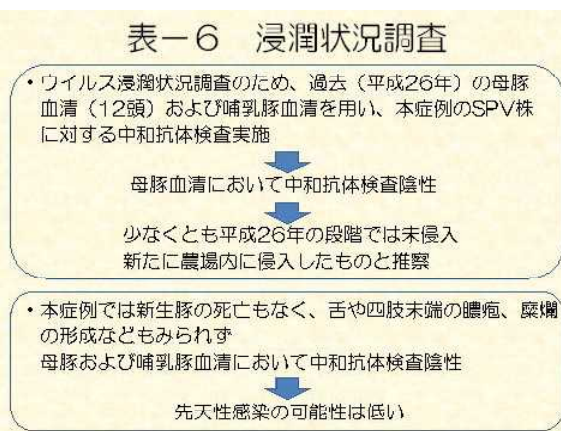 表－6　浸潤状況調査
・ウイルス浸潤状況調査のため、過去（平成26年）の母豚
血清（12頭）および哺乳豚血清を用い、本症例のSPV株
に対する中和抗体検査実施
母豚血清において中和抗体検査陰性
少なくとも平成26年の段階では未侵入
新たに農場内に侵入したものと推察
・本症例では新生豚の死亡もなく、舌や四肢末端の膿疱、糜爛
の形成などもみられず
母豚および哺乳豚血清において中和抗体検査陰性
先天性感染の可能性は低い